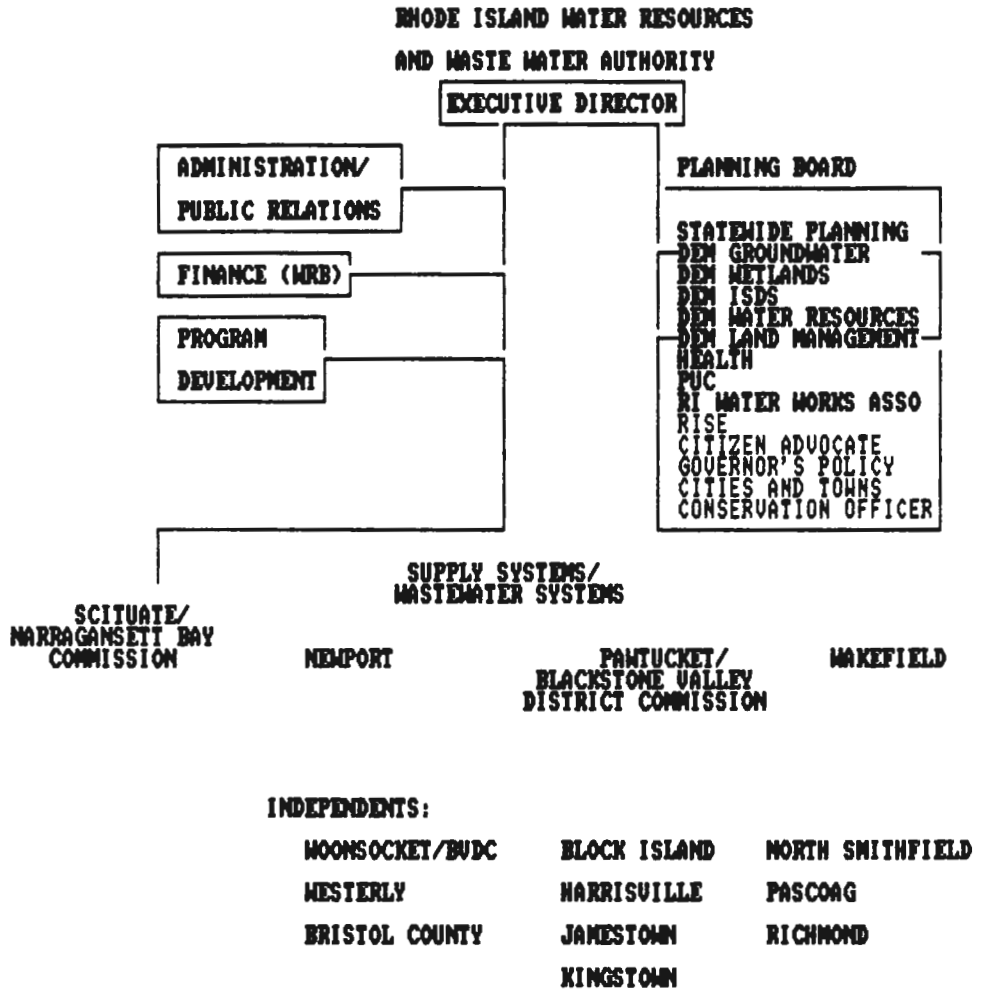 RHODE ISLAND WATER RESOURCES
AND WASTE WATER AUTHORITY
EXECUTIVE DIRECTOR
ADMINISTRATION/
PUBLIC RELATIONS
FINANCE (WRB)
PROGRAM
DEVELOPMENT
PLANNING BOARD
STATEWIDE PLANNING
DEM GROUNDWATER
DEM WETLANDS
DEM ISDS
DEM WATER RESOURCES
DEM LAND MANAGEMENT
HEALTH
PUC
RI WATER WORKS ASSO
RISE
CITIZEN ADVOCATE
GOVERNOR'S POLICY
CITIES AND TOWNS
CONSERVATION OFFICER
SUPPLY SYSTEMS/
WASTEWATER SYSTEMS
SCITUATE/
NARRAGANSETT BAY
COMMISSION
NEWPORT
PAWTUCKET/
BLACKSTONE VALLEY
DISTRICT COMMISSION
WAKEFIELD
INDEPENDENTS:
WOONSOCKET/BVDC BLOCK ISLAND NORTH SMITHFIELD
WESTERLY HARRISVILLE PASCOAG
BRISTOL COUNTY JAMESTOWN RICHMOND
KINGSTOWN